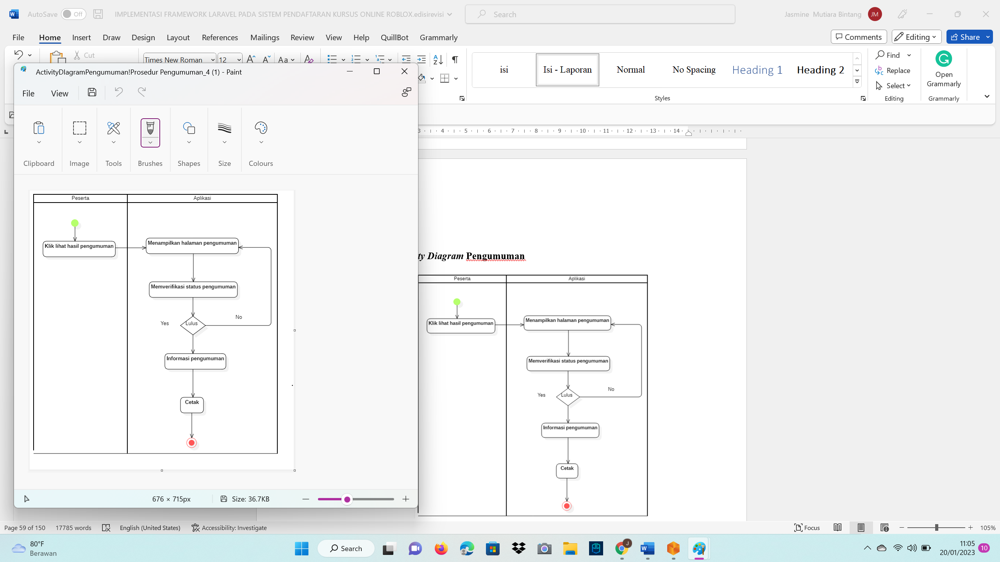 AutoSave Off
IMPLEMENTASI FRAMEWORK LARAVEL PADA SISTEM PENDAFTARAN KURSUS ONLINE ROBLOX.edisirevisi
Search
Jasmine Mutiara Bintang JM
File Home Insert Draw Design Layout References Mailings Review View Help QuillBot Grammarly
Comments Editing Share
Cut
Times New Roman 12
Aa
isi Isi - Laporan Normal No Spacing Heading 1 Heading 2
Styles
Find
Replace
Select
Editing
Open
Grammarly
Grammarly
3 4 5 6 7 8 9 10 11 12 13 14
ActivityDIagramPengumuman!Prosedur Pengumuman_4 (1) - Paint
File View
Clipboard Image Tools Brushes Shapes Size Colours
Peserta Aplikasi
Klik lihat hasil pengumuman
Menampilkan halaman pengumuman
Memverifikasi status pengumuman
No
Yes
Lulus
Informasi pengumuman
Cetak
676 × 715px
Size: 36.7KB
ty Diagram Pengumuman
Peserta Aplikasi
Klik lihat hasil pengumuman
Menampilkan halaman pengumuman
Memverifikasi status pengumuman
No
Yes
Lulus
Informasi pengumuman
Cetak
Page 59 of 150 17785 words English (United States) Accessibility: Investigate
Focus 105%
80°F
Berawan
Search
J
11:05
20/01/2023
10